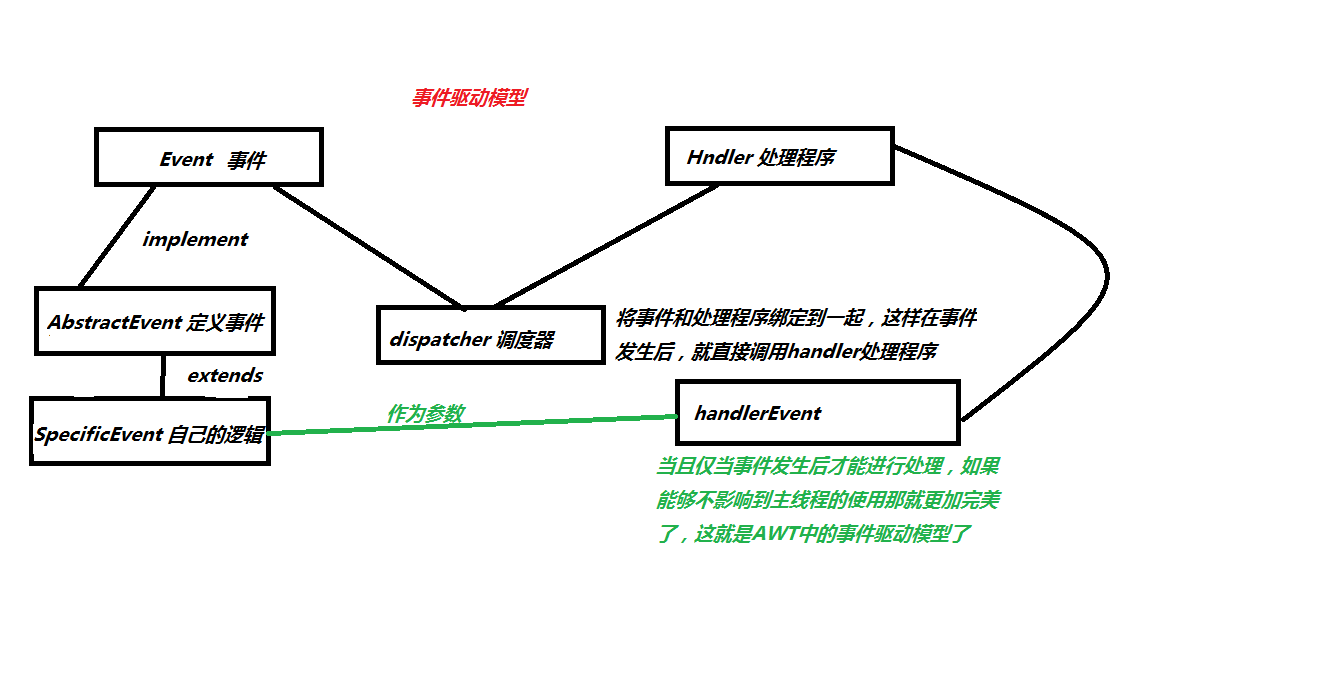 事件驱动模型
Event 事件
Hndler 处理程序
implement
AbstractEvent 定义事件
dispatcher 调度器
将事件和处理程序绑定到一起，这样在事件
发生后，就直接调用handler处理程序
extends
SpecificEvent 自己的逻辑
作为参数
handlerEvent
当且仅当事件发生后才能进行处理，如果
能够不影响到主线程的使用那就更加完美
了，这就是AWT中的事件驱动模型了